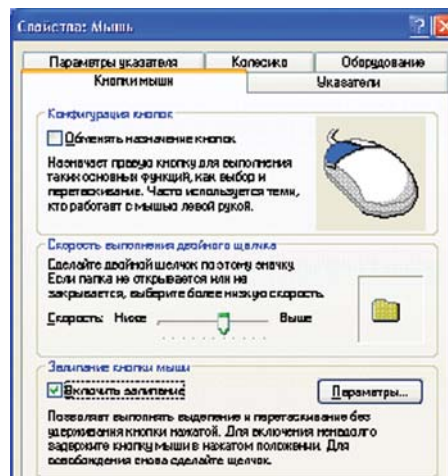 Свойства: Мышь
Параметры указателя Колесико Оборудование
Кнопки мыши Указатели
Конфигурация кнопок
Обменять назначение кнопок
Назначает правую кнопку для выполнения
таких основных функций, как выбор и
перетаскивание. Часто используется теми,
кто работает с мышью левой рукой.
Скорость выполнения двойного щелчка
Сделайте двойной щелчок по этому значку.
Если папка не открывается или не
закрывается, выберите более низкую скорость.
Скорость: Ниже Выше
Залипание кнопки мыши
Включить залипание Параметры...
Позволяет выполнять выделение и перетаскивание без
удерживания кнопки нажатой. Для включения ненадолго
задержите кнопку мыши в нажатом положении. Для
освобождения снова сделайте щелчок.